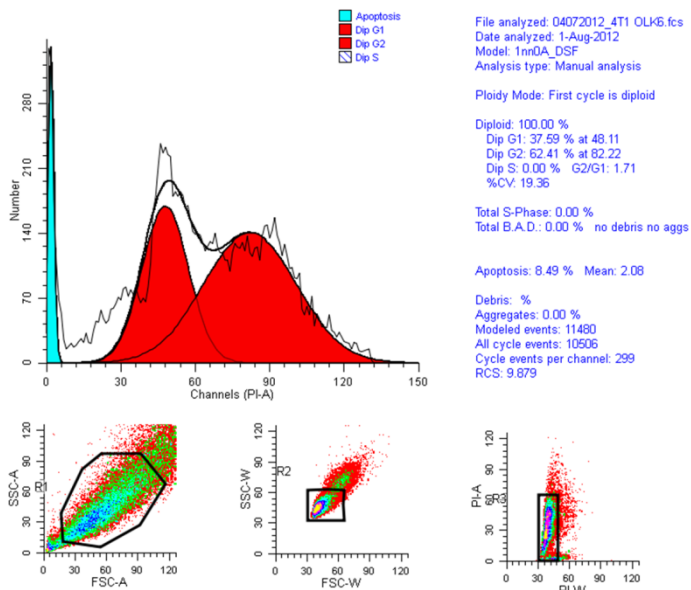 Apoptosis
Dip G1
Dip G2
Dip S
File analyzed: 04072012_4T1 OLK6.fcs
Date analyzed: 1-Aug-2012
Model: 1nn0A_DSF
Analysis type: Manual analysis
Ploidy Mode: First cycle is diploid
Diploid: 100.00 %
Dip G1: 37.59 % at 48.11
Dip G2: 62.41 % at 82.22
Dip S: 0.00 % G2/G1: 1.71
%CV: 19.36
Total S-Phase: 0.00 %
Total B.A.D.: 0.00 % no debris no aggs
Apoptosis: 8.49 % Mean: 2.08
Debris: %
Aggregates: 0.00 %
Modeled events: 11480
All cycle events: 10506
Cycle events per channel: 299
RCS: 9.879
Number
0 70 140 210 280
0 30 60 90 120 150
Channels (PI-A)
SSC-A
0 30 60 90 120
R1
0 30 60 90 120
FSC-A
SSC-W
0 30 60 90 120
R2
0 30 60 90 120
FSC-W
PI-A
0 30 60 90 120
R3
0 30 60 90 120
PI-W